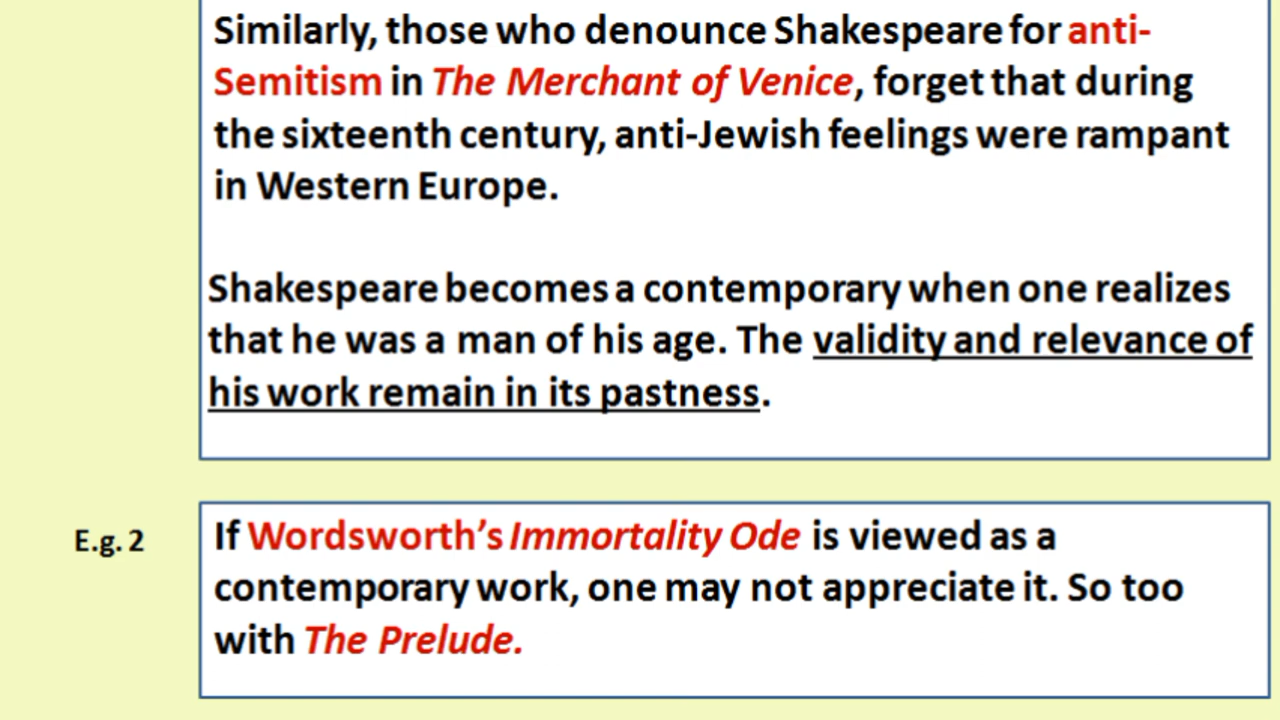 Similarly, those who denounce Shakespeare for anti-
Semitism in The Merchant of Venice, forget that during
the sixteenth century, anti-Jewish feelings were rampant
in Western Europe.
Shakespeare becomes a contemporary when one realizes
that he was a man of his age. The validity and relevance of
his work remain in its pastness.
E.g. 2
If Wordsworth's Immortality Ode is viewed as a
contemporary work, one may not appreciate it. So too
with The Prelude.